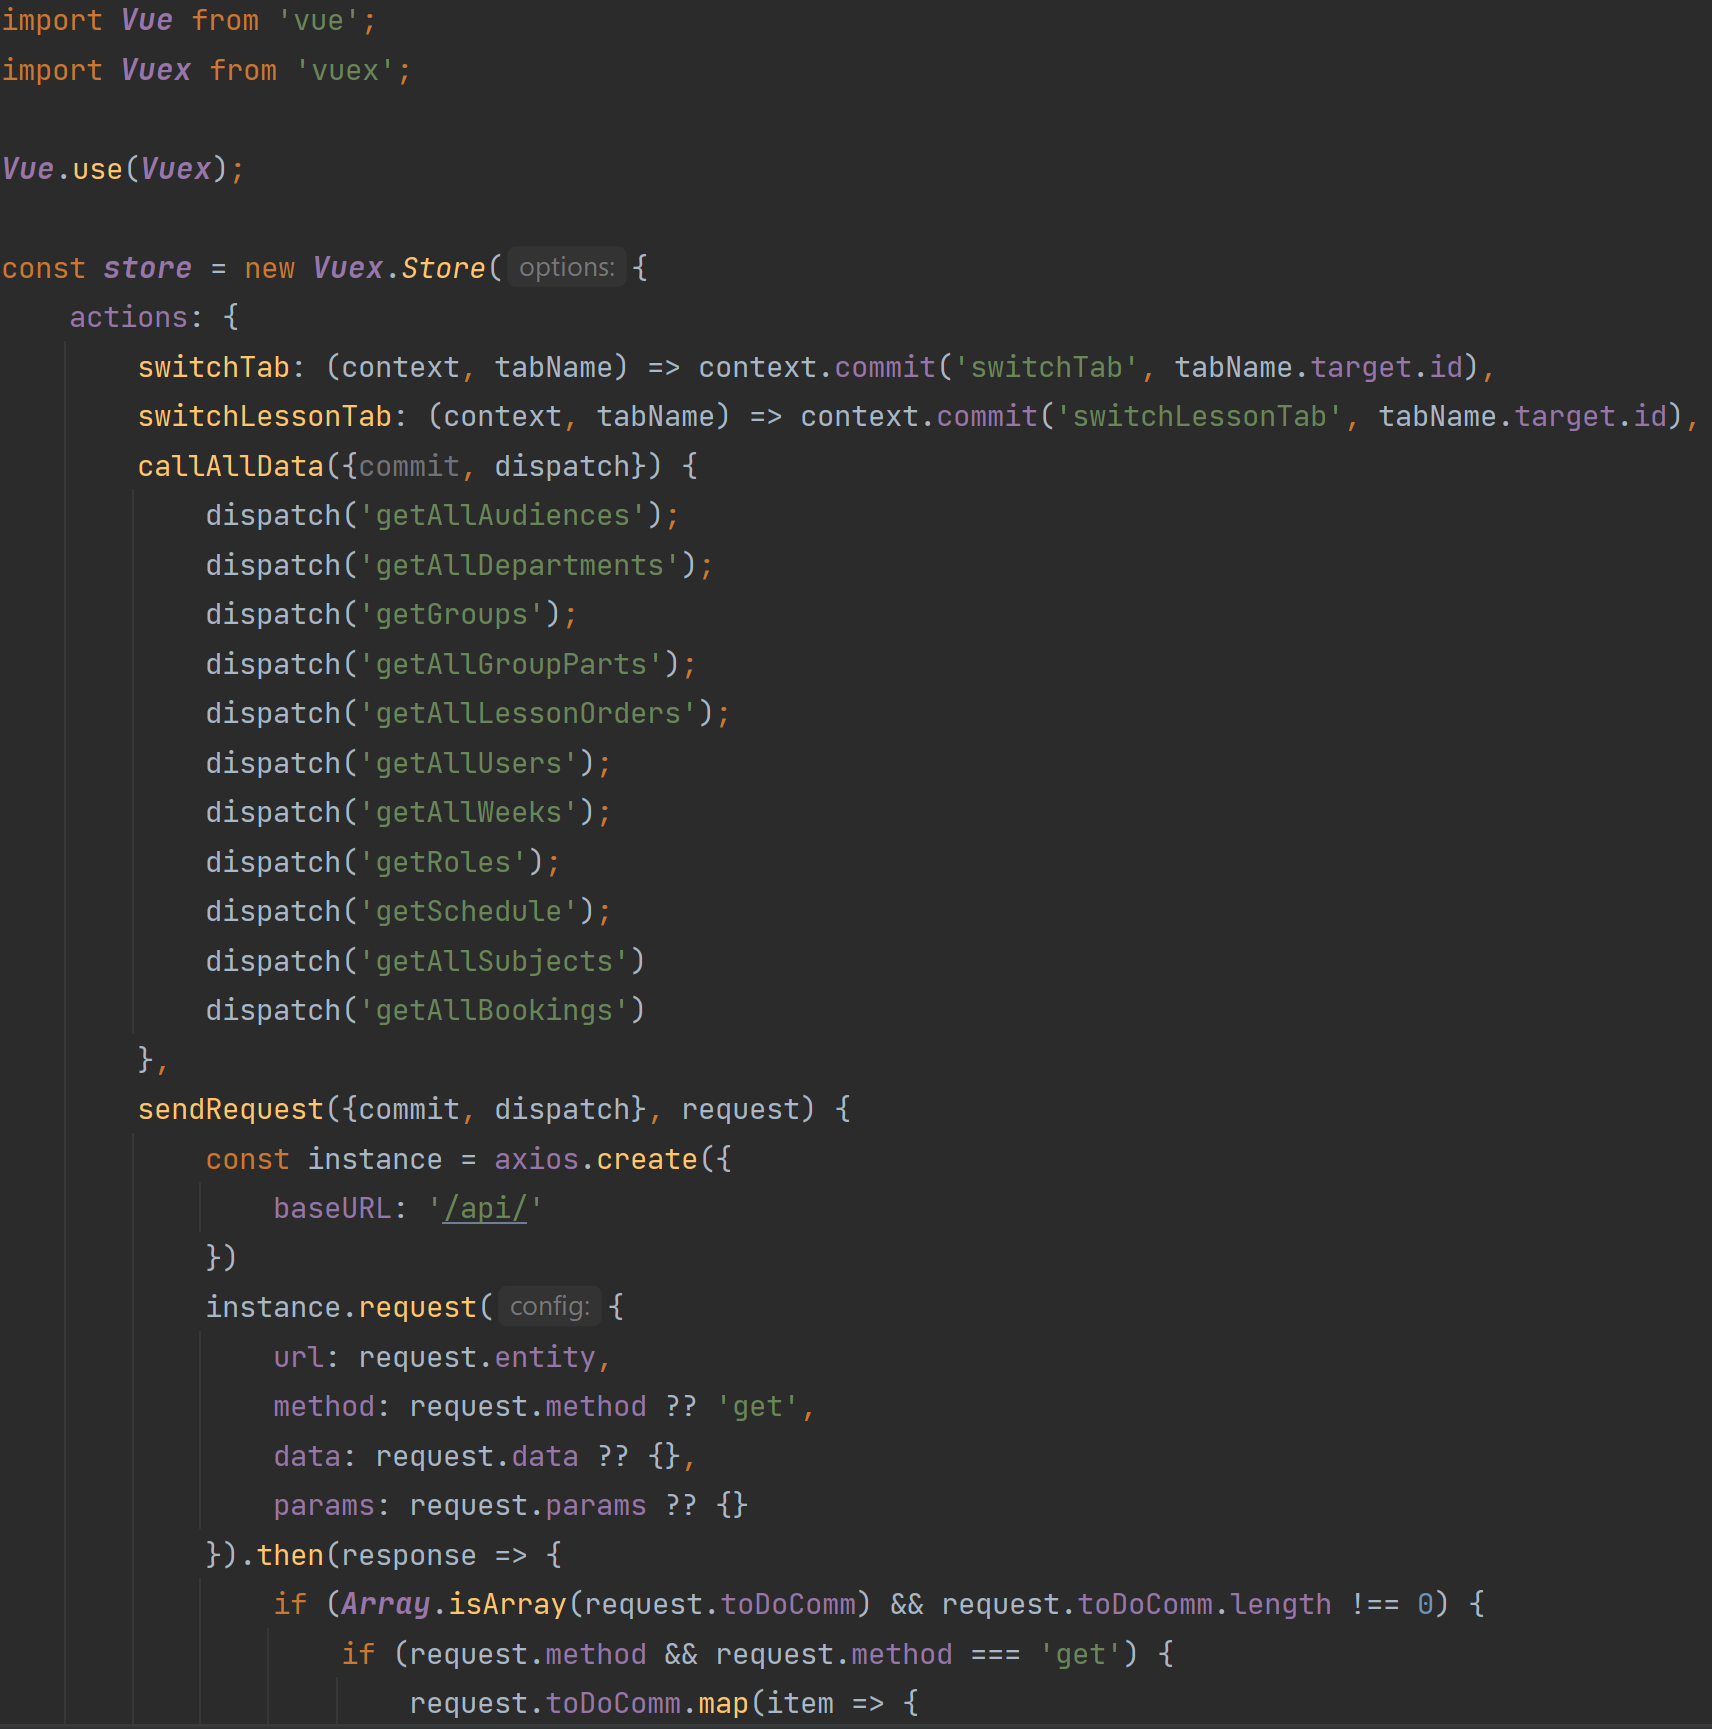 import Vue from 'vue';
import Vuex from 'vuex';
Vue.use(Vuex);
const store = new Vuex.Store( options: {
actions: {
switchTab: (context, tabName) => context.commit('switchTab', tabName.target.id),
switchLessonTab: (context, tabName) => context.commit('switchLessonTab', tabName.target.id),
callAllData({commit, dispatch}) {
dispatch('getAllAudiences');
dispatch('getAllDepartments');
dispatch('getGroups');
dispatch('getAllGroupParts');
dispatch('getAllLessonOrders');
dispatch('getAllUsers');
dispatch('getAllWeeks');
dispatch('getRoles');
dispatch('getSchedule');
dispatch('getAllSubjects')
dispatch('getAllBookings')
},
sendRequest({commit, dispatch}, request) {
const instance = axios.create({
baseURL: '/api/'
})
instance.request( config: {
url: request.entity,
method: request.method ?? 'get',
data: request.data ?? {},
params: request.params ?? {}
}).then(response => {
if (Array.isArray(request.toDoComm) && request.toDoComm.length !== 0) {
if (request.method && request.method === 'get') {
request.toDoComm.map(item => {